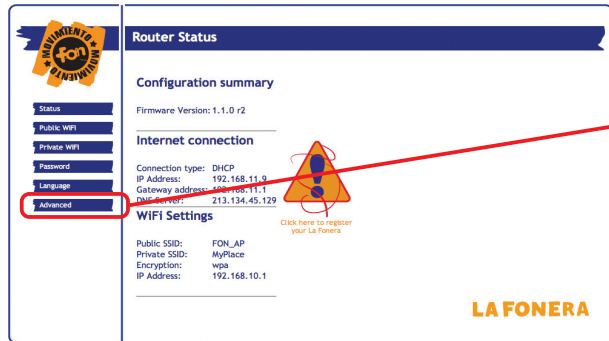 MOVIMIENTO
fon
MOVIMIENTO
Router Status
Status
Public WiFi
Private WiFi
Password
Language
Advanced
Configuration summary
Firmware Version: 1.1.0 r2
Internet connection
Connection type: DHCP
IP Address: 192.168.11.9
Gateway address: 192.168.11.1
DNS Server: 213.134.45.129
Click here to register
your La Fonera
WiFi Settings
Public SSID: FON_AP
Private SSID: MyPlace
Encryption: wpa
IP Address: 192.168.10.1
LA FONERA